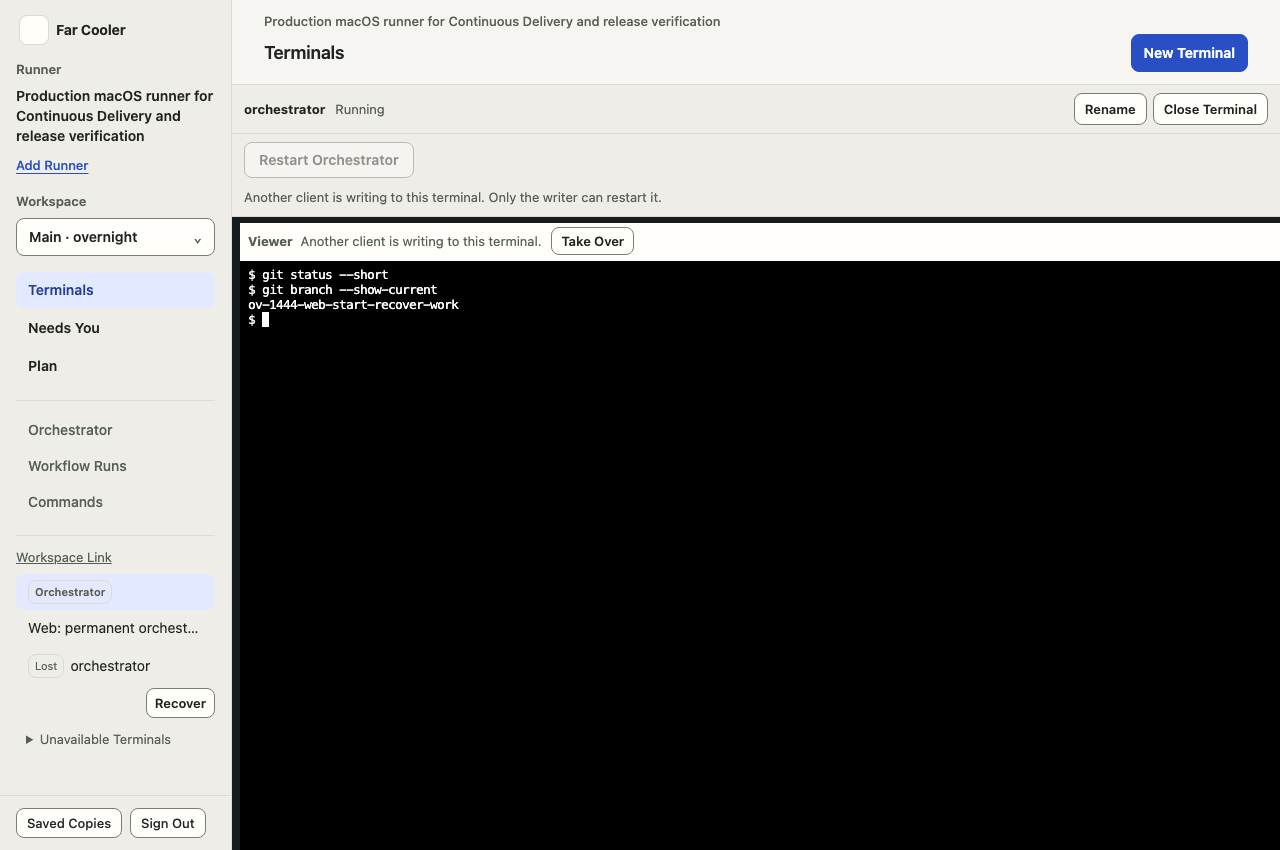 Far Cooler
Runner
Production macOS runner for
Continuous Delivery and
release verification
Add Runner
Workspace
Main · overnight
Terminals
Needs You
Plan
Orchestrator
Workflow Runs
Commands
Workspace Link
Orchestrator
Web: permanent orchest...
Lost orchestrator
Recover
Unavailable Terminals
Saved Copies Sign Out
Production macOS runner for Continuous Delivery and release verification
Terminals
New Terminal
orchestrator Running
Rename Close Terminal
Restart Orchestrator
Another client is writing to this terminal. Only the writer can restart it.
Viewer Another client is writing to this terminal. Take Over
$ git status --short
$ git branch --show-current
ov-1444-web-start-recover-work
$